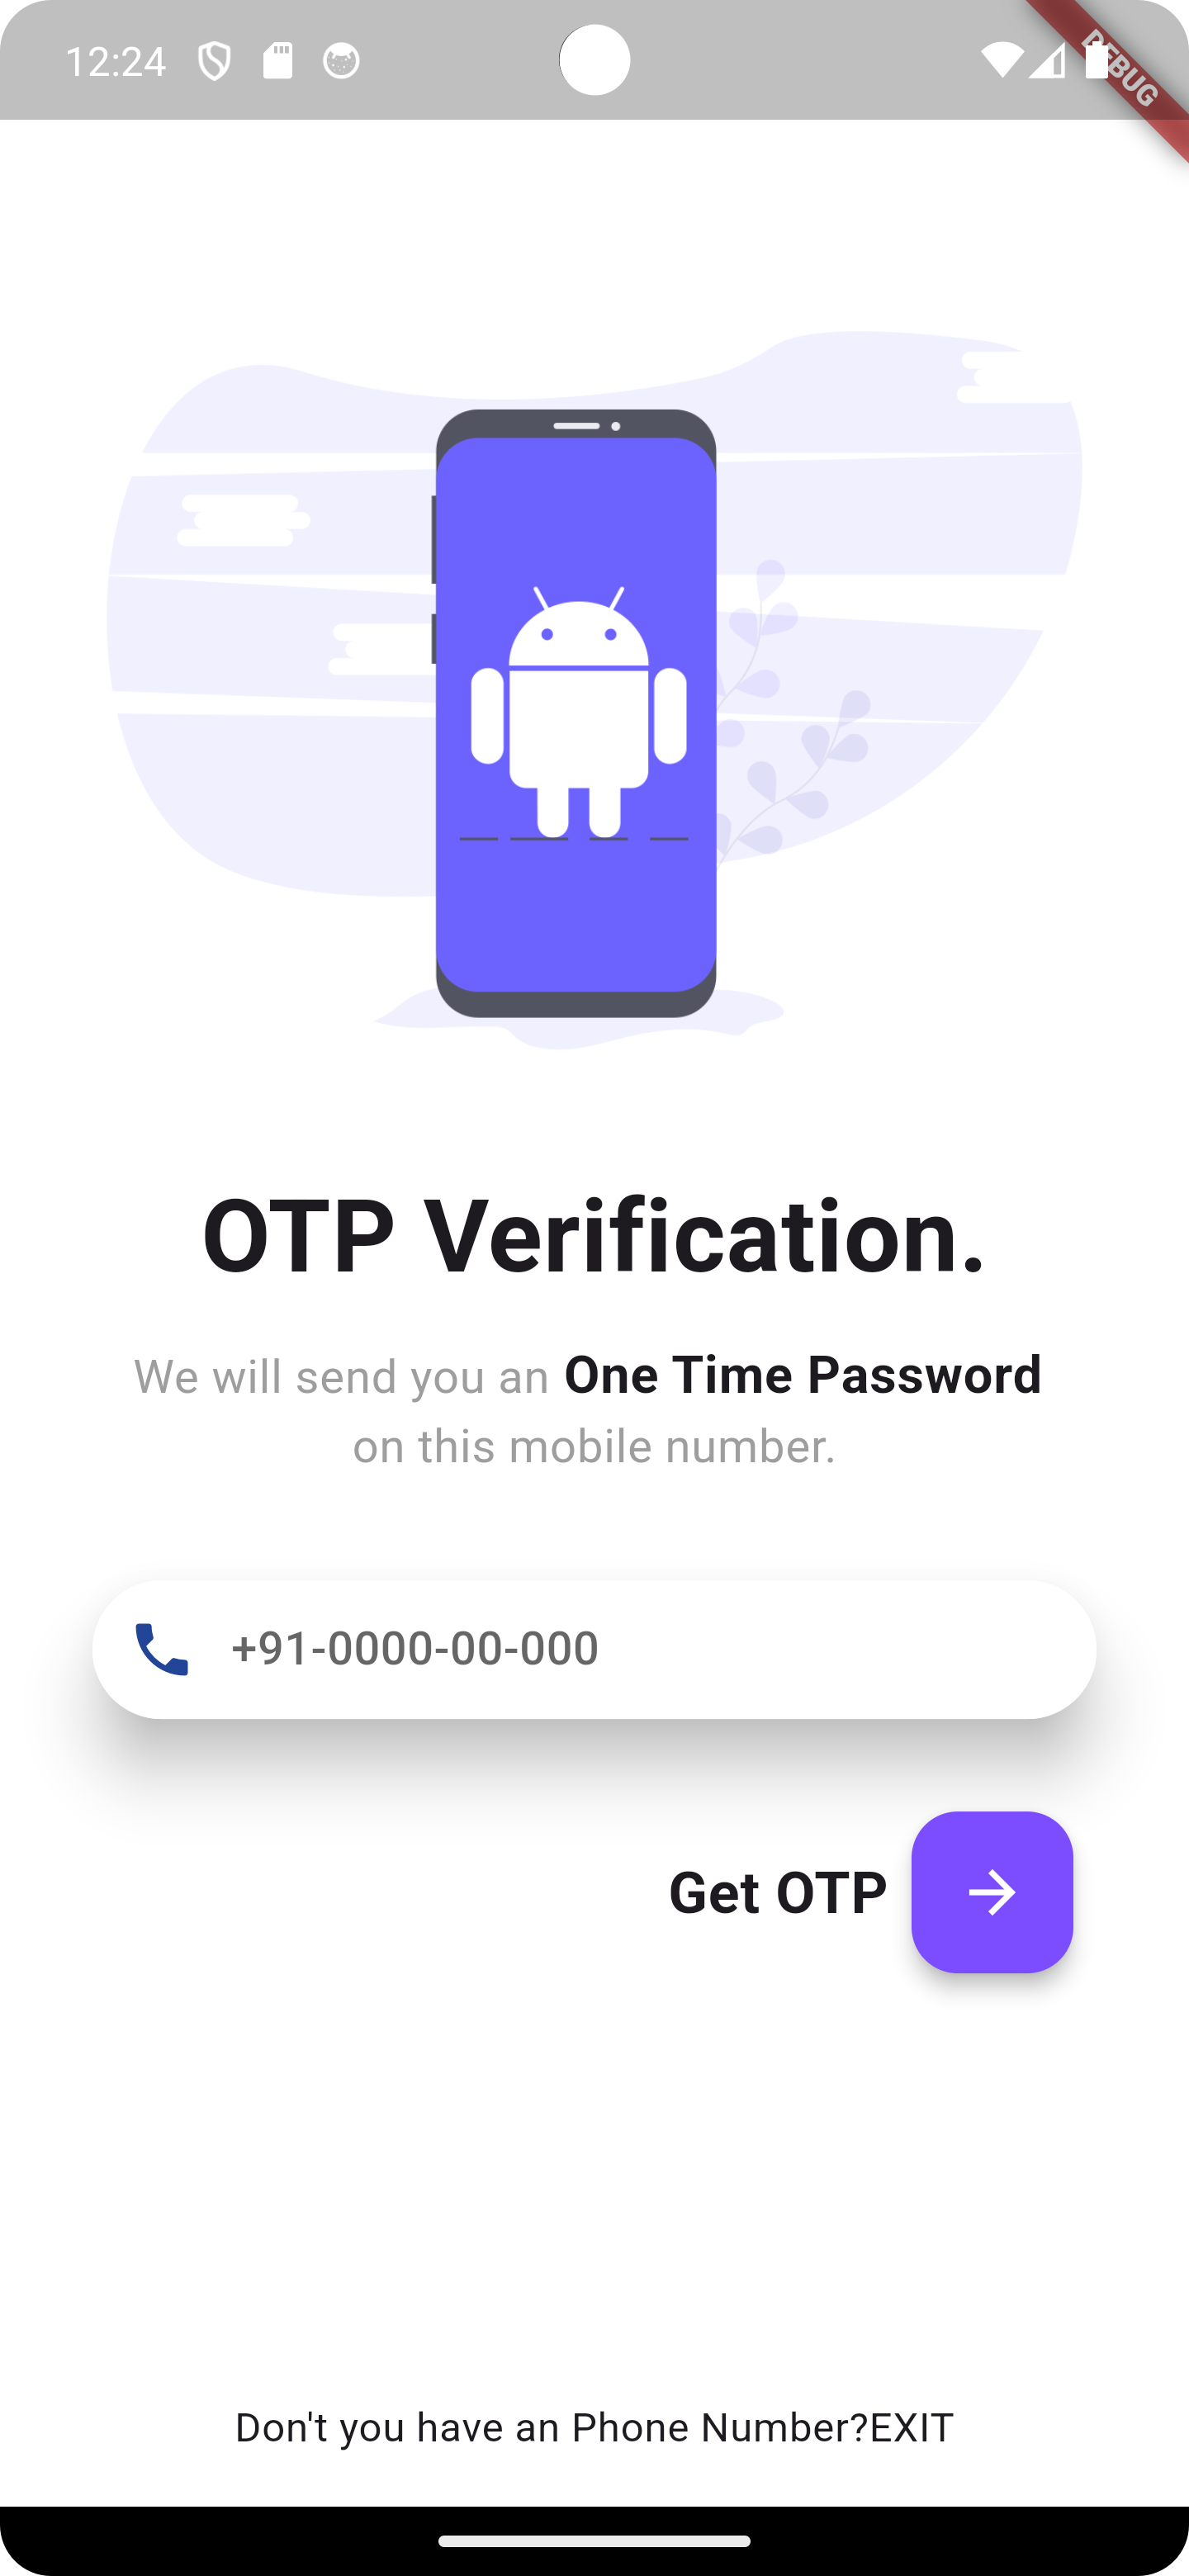 12:24
DEBUG
OTP Verification.
We will send you an One Time Password
on this mobile number.
+91-0000-00-000
Get OTP
Don't you have an Phone Number?EXIT